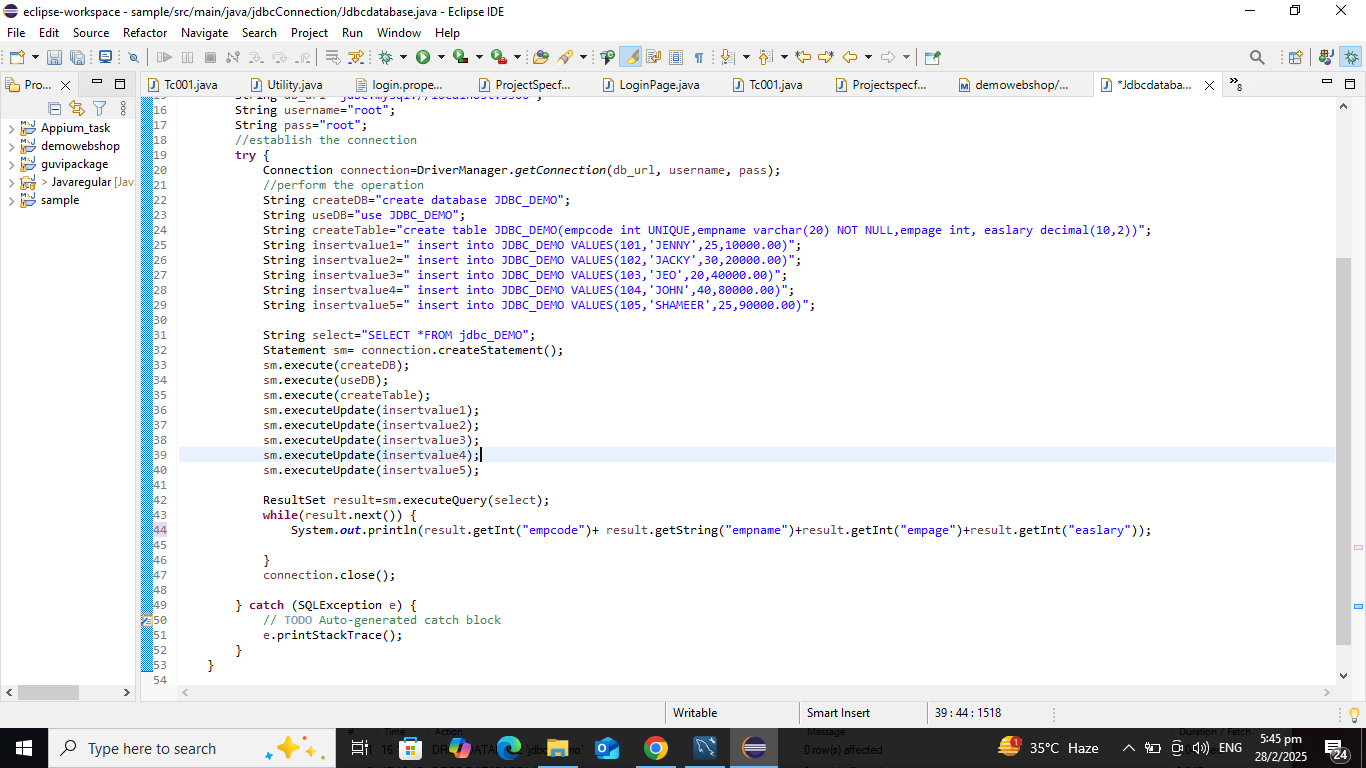 eclipse-workspace - sample/src/main/java/jdbcConnection/Jdbcdatabase.java - Eclipse IDE
File Edit Source Refactor Navigate Search Project Run Window Help
Pro...
Tc001.java Utility.java login.prope... ProjectSpecf... LoginPage.java Tc001.java Projectspecf... demowebshop/... *Jdbcdataba... »8
Appium_task
demowebshop
guvipackage
> Javaregular [Jav
sample
16 String username="root";
17 String pass="root";
18 //establish the connection
19 try {
20 Connection connection=DriverManager.getConnection(db_url, username, pass);
21 //perform the operation
22 String createDB="create database JDBC_DEMO";
23 String useDB="use JDBC_DEMO";
24 String createTable="create table JDBC_DEMO(empcode int UNIQUE,empname varchar(20) NOT NULL,empage int, easlary decimal(10,2))";
25 String insertvalue1=" insert into JDBC_DEMO VALUES(101,'JENNY',25,10000.00)";
26 String insertvalue2=" insert into JDBC_DEMO VALUES(102,'JACKY',30,20000.00)";
27 String insertvalue3=" insert into JDBC_DEMO VALUES(103,'JEO',20,40000.00)";
28 String insertvalue4=" insert into JDBC_DEMO VALUES(104,'JOHN',40,80000.00)";
29 String insertvalue5=" insert into JDBC_DEMO VALUES(105,'SHAMEER',25,90000.00)";
30
31 String select="SELECT *FROM jdbc_DEMO";
32 Statement sm= connection.createStatement();
33 sm.execute(createDB);
34 sm.execute(useDB);
35 sm.execute(createTable);
36 sm.executeUpdate(insertvalue1);
37 sm.executeUpdate(insertvalue2);
38 sm.executeUpdate(insertvalue3);
39 sm.executeUpdate(insertvalue4);
40 sm.executeUpdate(insertvalue5);
41
42 ResultSet result=sm.executeQuery(select);
43 while(result.next()) {
44 System.out.println(result.getInt("empcode")+ result.getString("empname")+result.getInt("empage")+result.getInt("easlary"));
45
46 }
47 connection.close();
48
49 } catch (SQLException e) {
50 // TODO Auto-generated catch block
51 e.printStackTrace();
52 }
53 }
54
Writable Smart Insert 39 : 44 : 1518
Type here to search
35°C Haze ENG 5:45 pm
28/2/2025
24